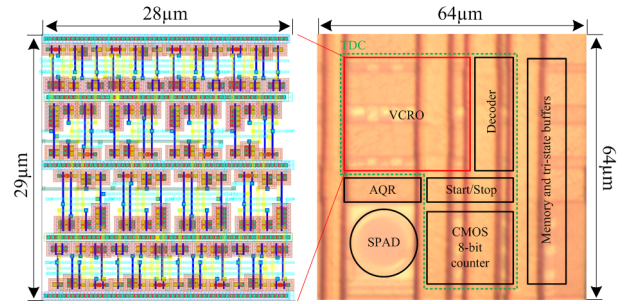 28µm
64µm
29µm
TDC
VCRO
Decoder
Memory and tri-state buffers
64µm
AQR
Start/Stop
SPAD
CMOS
8-bit
counter